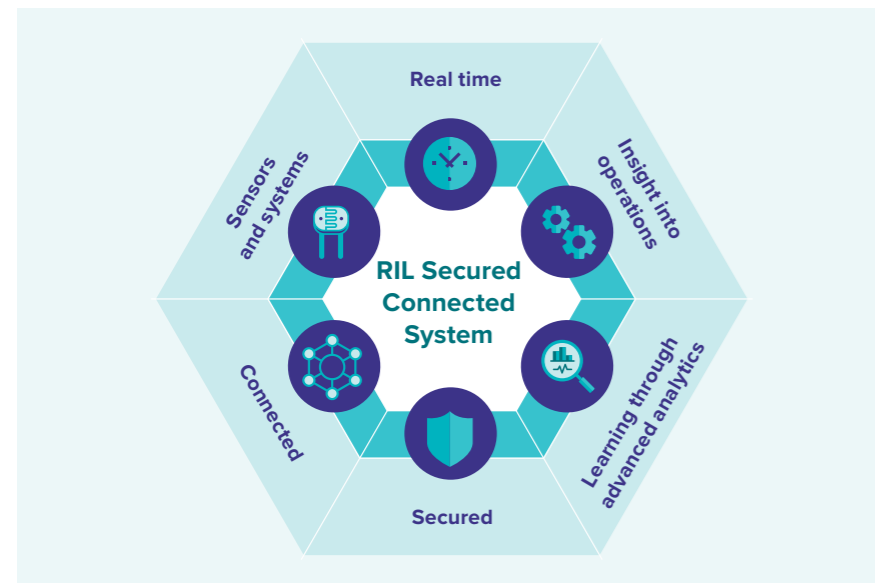 Real time
Insight into
operations
Learning through
advanced analytics
Secured
Connected
Sensors
and systems
RIL Secured
Connected
System